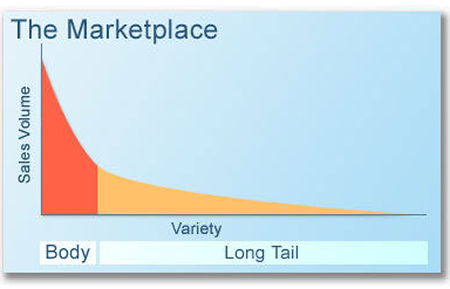 The Marketplace
Sales Volume
Variety
Body
Long Tail